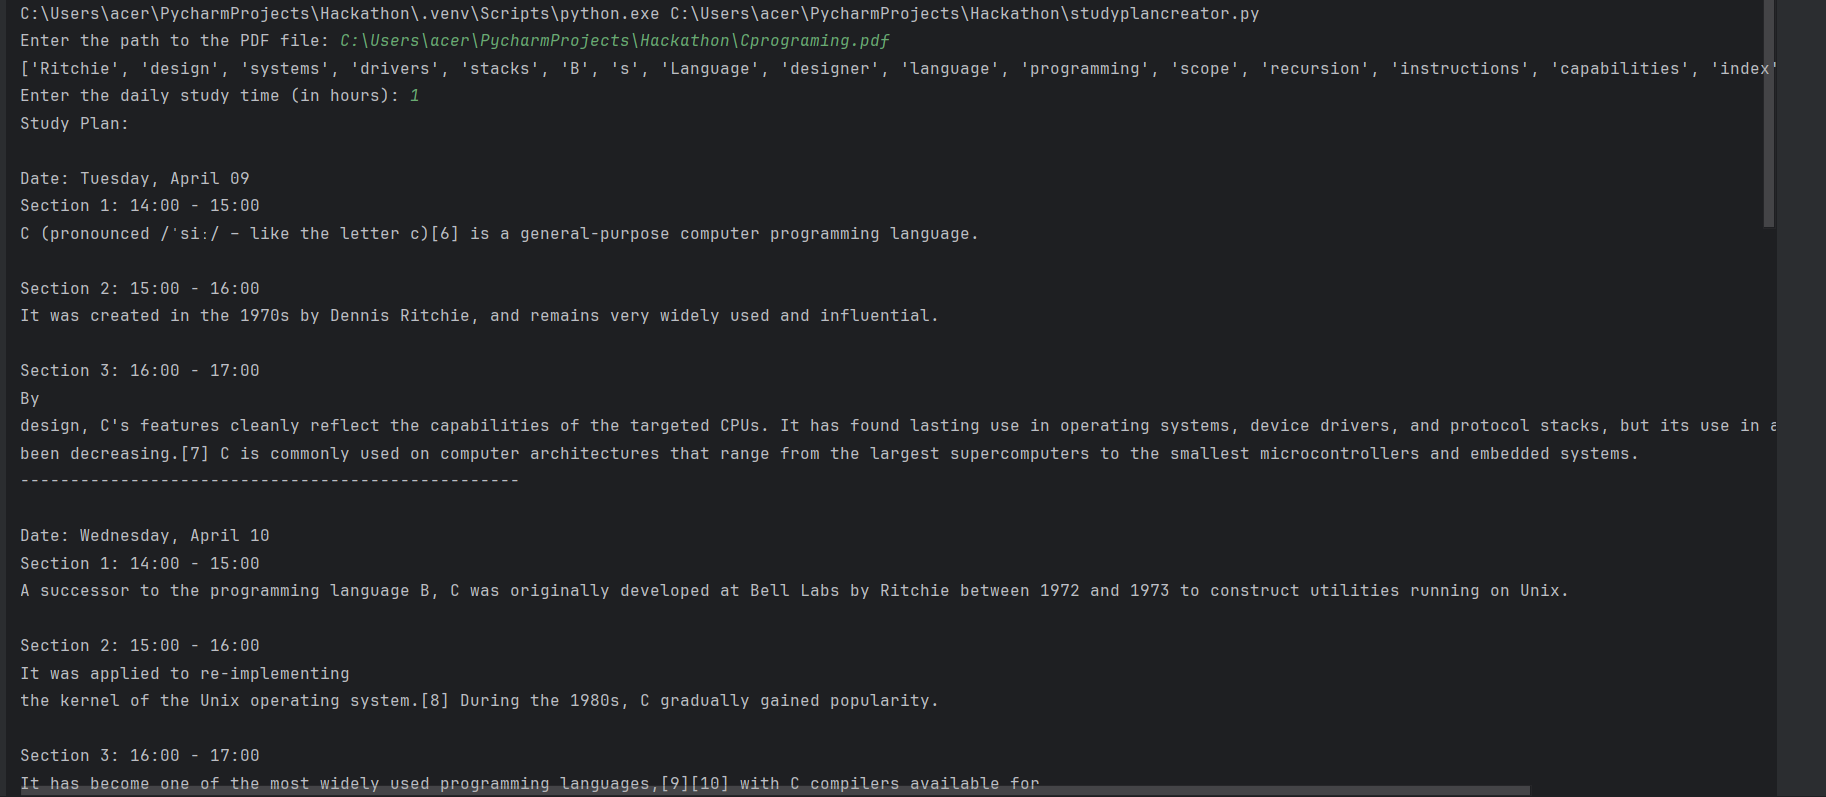 C:\Users\acer\PycharmProjects\Hackathon\.venv\Scripts\python.exe C:\Users\acer\PycharmProjects\Hackathon\studyplancreator.py
Enter the path to the PDF file: C:\Users\acer\PycharmProjects\Hackathon\Cprograming.pdf
['Ritchie', 'design', 'systems', 'drivers', 'stacks', 'B', 's', 'Language', 'designer', 'language', 'programming', 'scope', 'recursion', 'instructions', 'capabilities', 'index'
Enter the daily study time (in hours): 1
Study Plan:
Date: Tuesday, April 09
Section 1: 14:00 - 15:00
C (pronounced /ˈsiː/ – like the letter c)[6] is a general-purpose computer programming language.
Section 2: 15:00 - 16:00
It was created in the 1970s by Dennis Ritchie, and remains very widely used and influential.
Section 3: 16:00 - 17:00
By
design, C's features cleanly reflect the capabilities of the targeted CPUs. It has found lasting use in operating systems, device drivers, and protocol stacks, but its use in a
been decreasing.[7] C is commonly used on computer architectures that range from the largest supercomputers to the smallest microcontrollers and embedded systems.
--------------------------------------------------
Date: Wednesday, April 10
Section 1: 14:00 - 15:00
A successor to the programming language B, C was originally developed at Bell Labs by Ritchie between 1972 and 1973 to construct utilities running on Unix.
Section 2: 15:00 - 16:00
It was applied to re-implementing
the kernel of the Unix operating system.[8] During the 1980s, C gradually gained popularity.
Section 3: 16:00 - 17:00
It has become one of the most widely used programming languages,[9][10] with C compilers available for